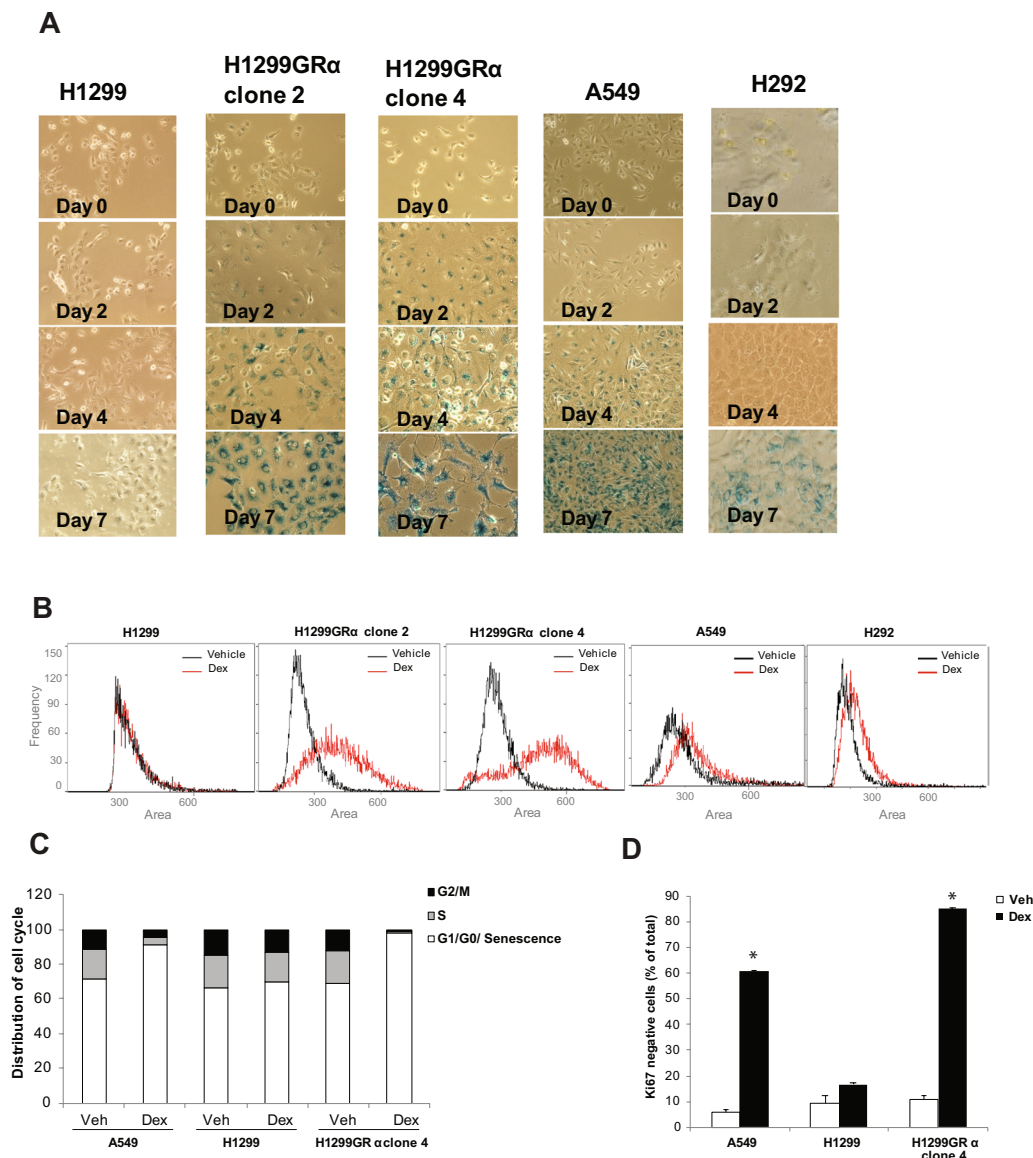 A
H1299
H1299GRα
clone 2
H1299GRα
clone 4
A549
H292
Day 0
Day 0
Day 0
Day 0
Day 0
Day 2
Day 2
Day 2
Day 2
Day 2
Day 4
Day 4
Day 4
Day 4
Day 4
Day 7
Day 7
Day 7
Day 7
Day 7
B
H1299
H1299GRα clone 2
H1299GRα clone 4
A549
H292
150
120
90
60
30
0
Frequency
Vehicle
Dex
Vehicle
Dex
Vehicle
Dex
Vehicle
Dex
Vehicle
Dex
300 600
300 600
300 600
300 600
300 600
Area
Area
Area
Area
Area
C
Distribution of cell cycle
120
100
80
60
40
20
0
G2/M
S
G1/G0/ Senescence
Veh Dex Veh Dex Veh Dex
A549 H1299 H1299GR α clone 4
D
Ki67 negative cells (% of total)
90
80
70
60
50
40
30
20
10
0
Veh
Dex
*
*
A549 H1299 H1299GR α
clone 4